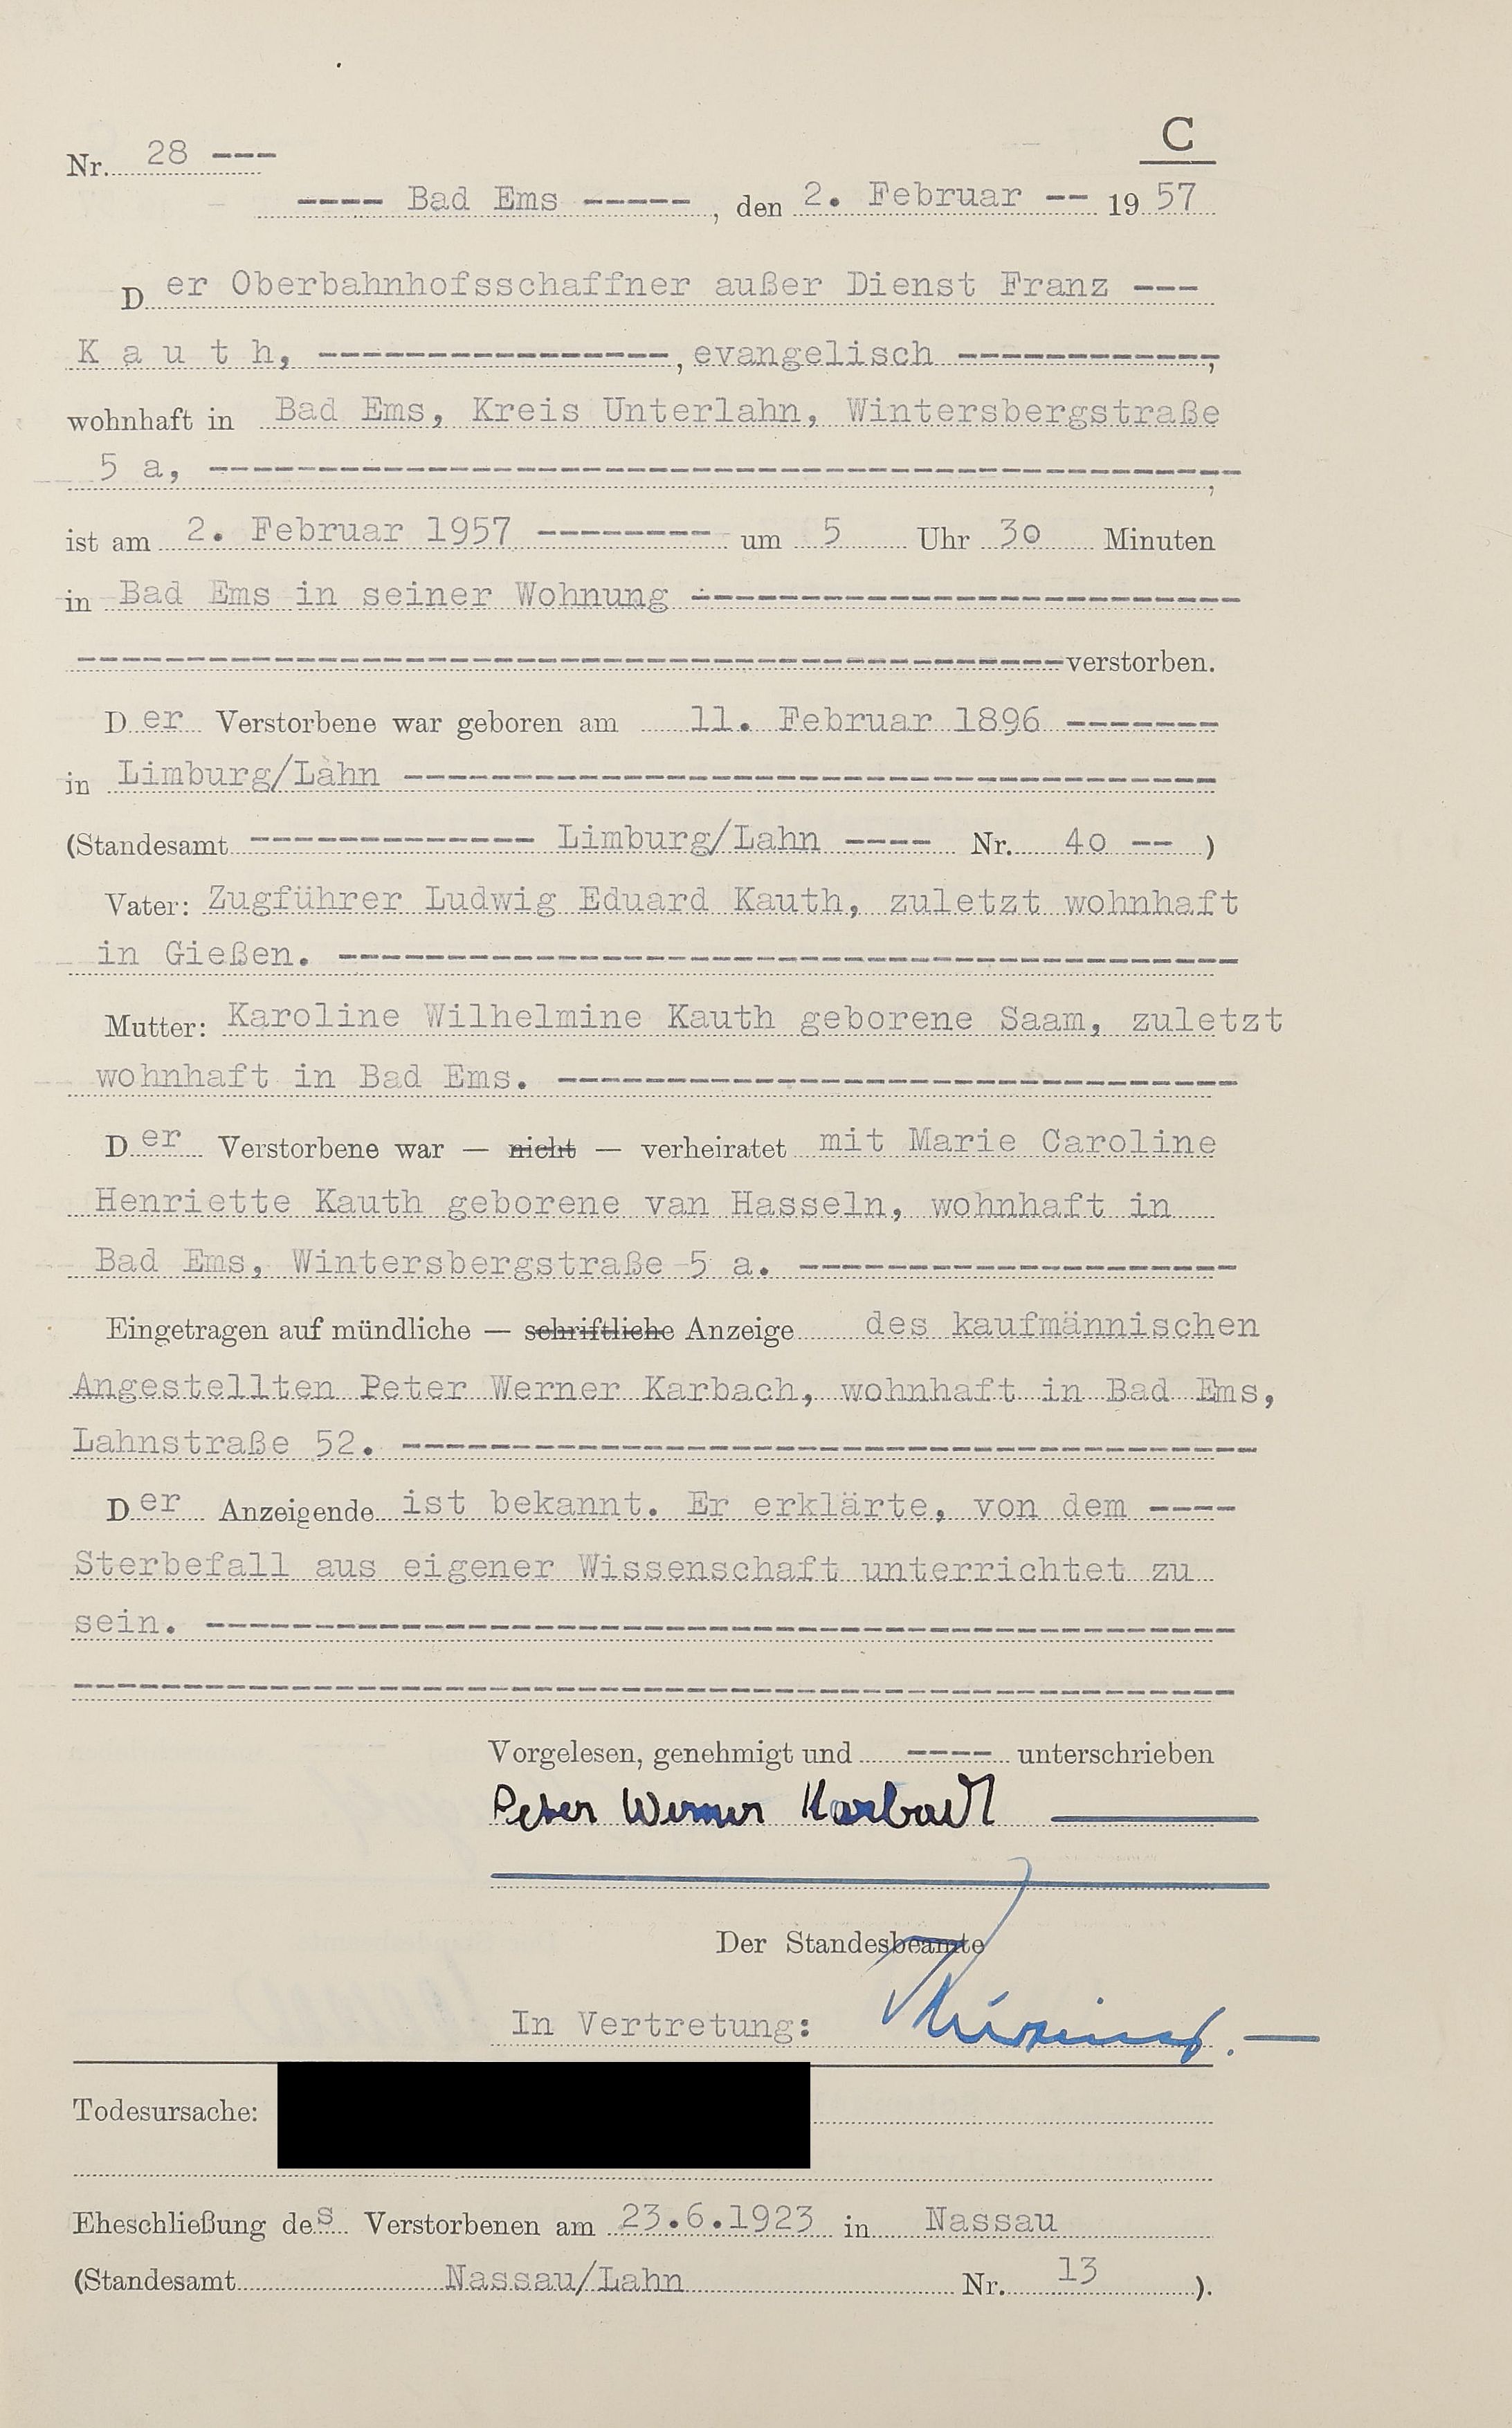 C
Nr. 28 ---
---- Bad Ems -----, den 2. Februar -- 1957
Der Oberbahnhofsschaffner außer Dienst Franz ---
K a u t h, ----------------, evangelisch ------------,
wohnhaft in Bad Ems, Kreis Unterlahn, Wintersbergstraße
5 a, -----------------------------------------------,
ist am 2. Februar 1957 -------- um 5 Uhr 30 Minuten
in Bad Ems in seiner Wohnung -------------------------
---------------------------------------------verstorben.
Der Verstorbene war geboren am 11. Februar 1896 -------
in Limburg/Lahn -------------------------------------
(Standesamt ------------- Limburg/Lahn ---- Nr. 40 -- )
Vater: Zugführer Ludwig Eduard Kauth, zuletzt wohnhaft
in Gießen. -----------------------------------------
Mutter: Karoline Wilhelmine Kauth geborene Saam, zuletzt
wohnhaft in Bad Ems. -------------------------------
Der Verstorbene war — nicht — verheiratet mit Marie Caroline
Henriette Kauth geborene van Hasseln, wohnhaft in
Bad Ems, Wintersbergstraße 5 a. --------------------
Eingetragen auf mündliche — schriftliche Anzeige des kaufmännischen
Angestellten Peter Werner Karbach, wohnhaft in Bad Ems,
Lahnstraße 52. ---------------------------------------
Der Anzeigende ist bekannt. Er erklärte, von dem ----
Sterbefall aus eigener Wissenschaft unterrichtet zu
sein. -----------------------------------------------
-----------------------------------------------------
Vorgelesen, genehmigt und ---- unterschrieben
Peter Werner Karbach
Der Standesbeamte
In Vertretung:
Todesursache:
Eheschließung des Verstorbenen am 23.6.1923 in Nassau
(Standesamt Nassau/Lahn Nr. 13 ).